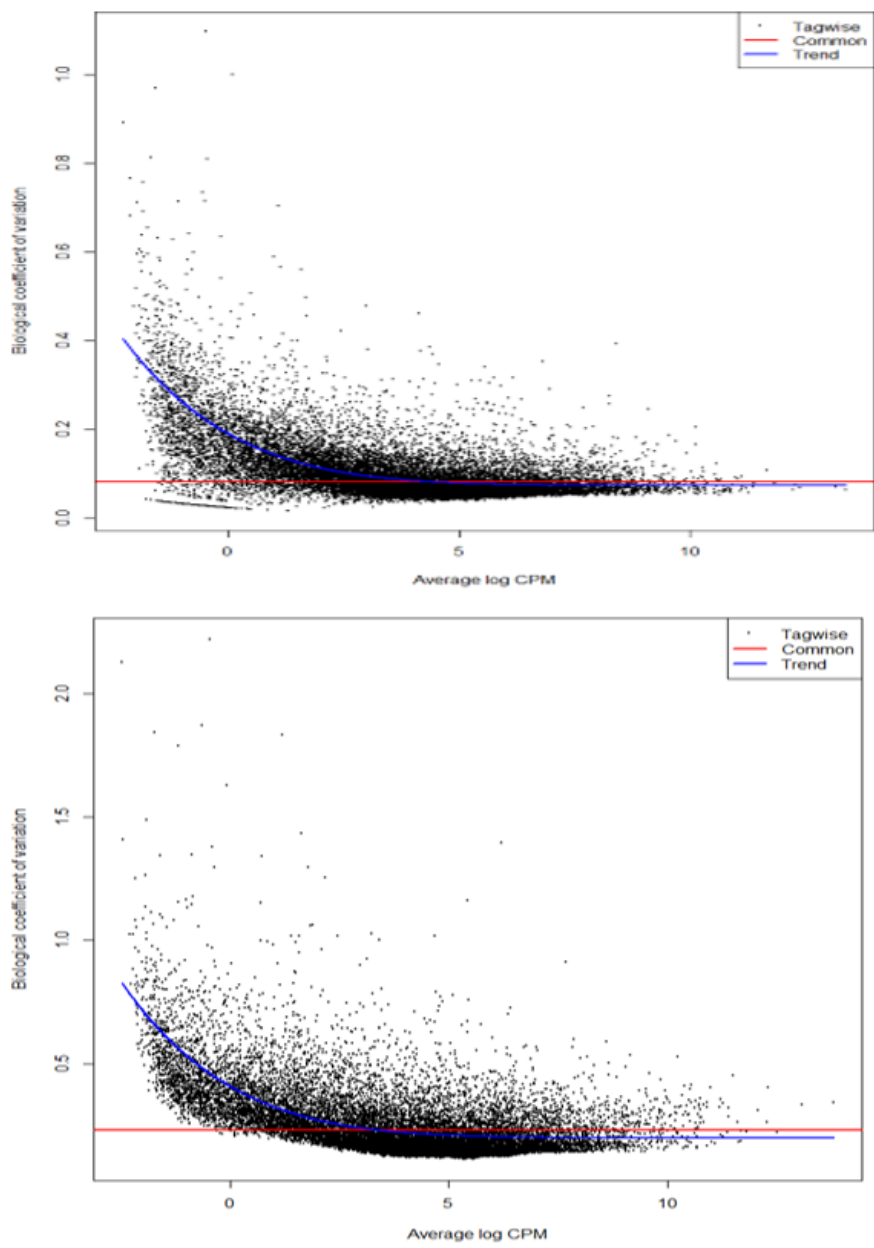 Tagwise
Common
Trend
Biological coefficient of variation
1.0
0.8
0.6
0.4
0.2
0.0
0
5
10
Average log CPM
Tagwise
Common
Trend
Biological coefficient of variation
2.0
1.5
1.0
0.5
0
5
10
Average log CPM